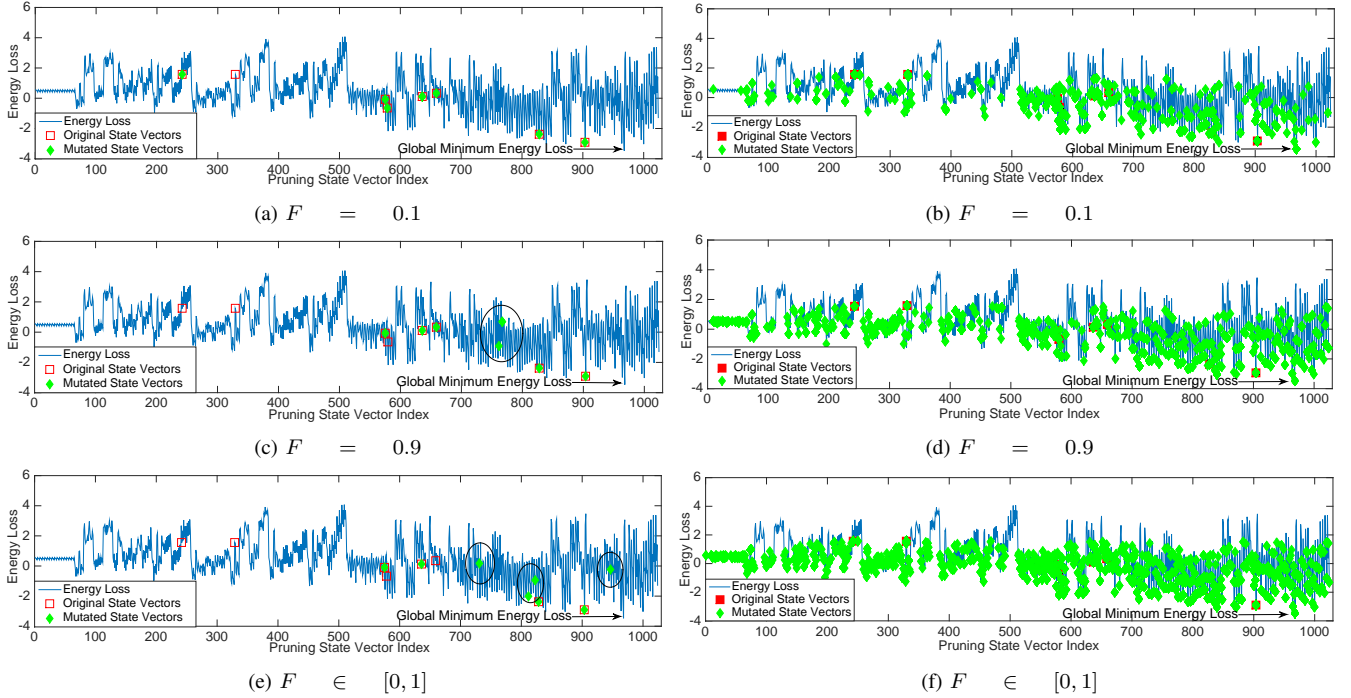 6
4
2
0
-2
-4
Energy Loss
Energy Loss
Original State Vectors
Mutated State Vectors
Global Minimum Energy Loss
0 100 200 300 400 500 600 700 800 900 1000
Pruning State Vector Index
(a) F = 0.1
6
4
2
0
-2
-4
Energy Loss
Energy Loss
Original State Vectors
Mutated State Vectors
Global Minimum Energy Loss
0 100 200 300 400 500 600 700 800 900 1000
Pruning State Vector Index
(b) F = 0.1
6
4
2
0
-2
-4
Energy Loss
Energy Loss
Original State Vectors
Mutated State Vectors
Global Minimum Energy Loss
0 100 200 300 400 500 600 700 800 900 1000
Pruning State Vector Index
(c) F = 0.9
6
4
2
0
-2
-4
Energy Loss
Energy Loss
Original State Vectors
Mutated State Vectors
Global Minimum Energy Loss
0 100 200 300 400 500 600 700 800 900 1000
Pruning State Vector Index
(d) F = 0.9
6
4
2
0
-2
-4
Energy Loss
Energy Loss
Original State Vectors
Mutated State Vectors
Global Minimum Energy Loss
0 100 200 300 400 500 600 700 800 900 1000
Pruning State Vector Index
(e) F ∈ [0, 1]
6
4
2
0
-2
-4
Energy Loss
Energy Loss
Original State Vectors
Mutated State Vectors
Global Minimum Energy Loss
0 100 200 300 400 500 600 700 800 900 1000
Pruning State Vector Index
(f) F ∈ [0, 1]